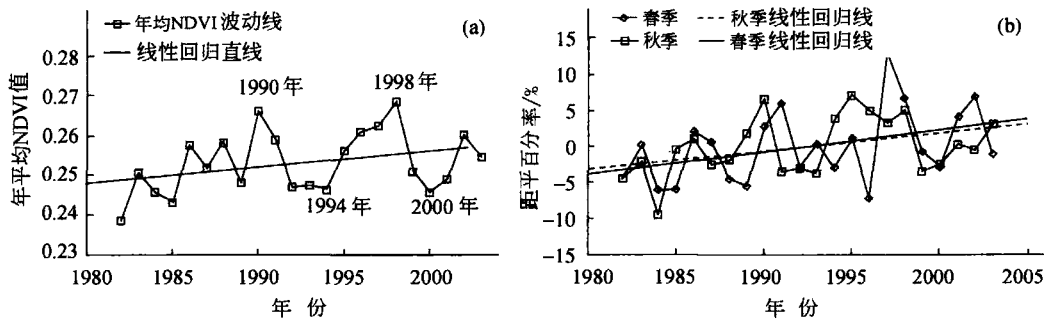 年均NDVI波动线
线性回归直线
(a)
0.28
0.27
0.26
0.25
0.24
0.23
年平均NDVI值
1990年
1998年
1994年
2000年
1980 1985 1990 1995 2000
年 份
春季 秋季线性回归线
秋季 春季线性回归线
(b)
15
10
5
0
−5
−10
−15
距平百分率/%
1980 1985 1990 1995 2000 2005
年 份